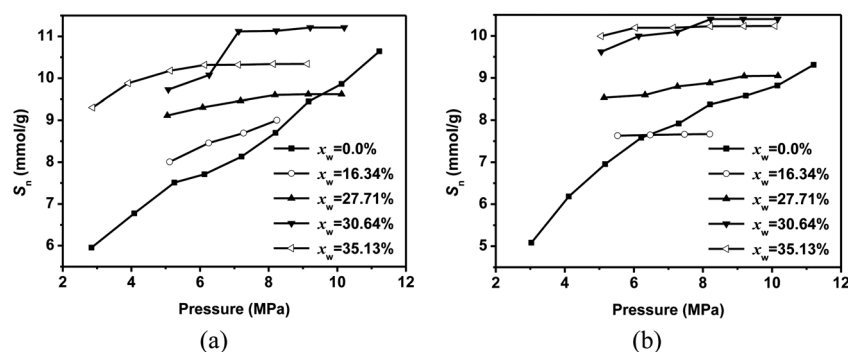 11
10
9
8
7
6
S_n (mmol/g)
x_w=0.0%
x_w=16.34%
x_w=27.71%
x_w=30.64%
x_w=35.13%
2 4 6 8 10 12
Pressure (MPa)
(a)
10
9
8
7
6
5
S_n (mmol/g)
x_w=0.0%
x_w=16.34%
x_w=27.71%
x_w=30.64%
x_w=35.13%
2 4 6 8 10 12
Pressure (MPa)
(b)